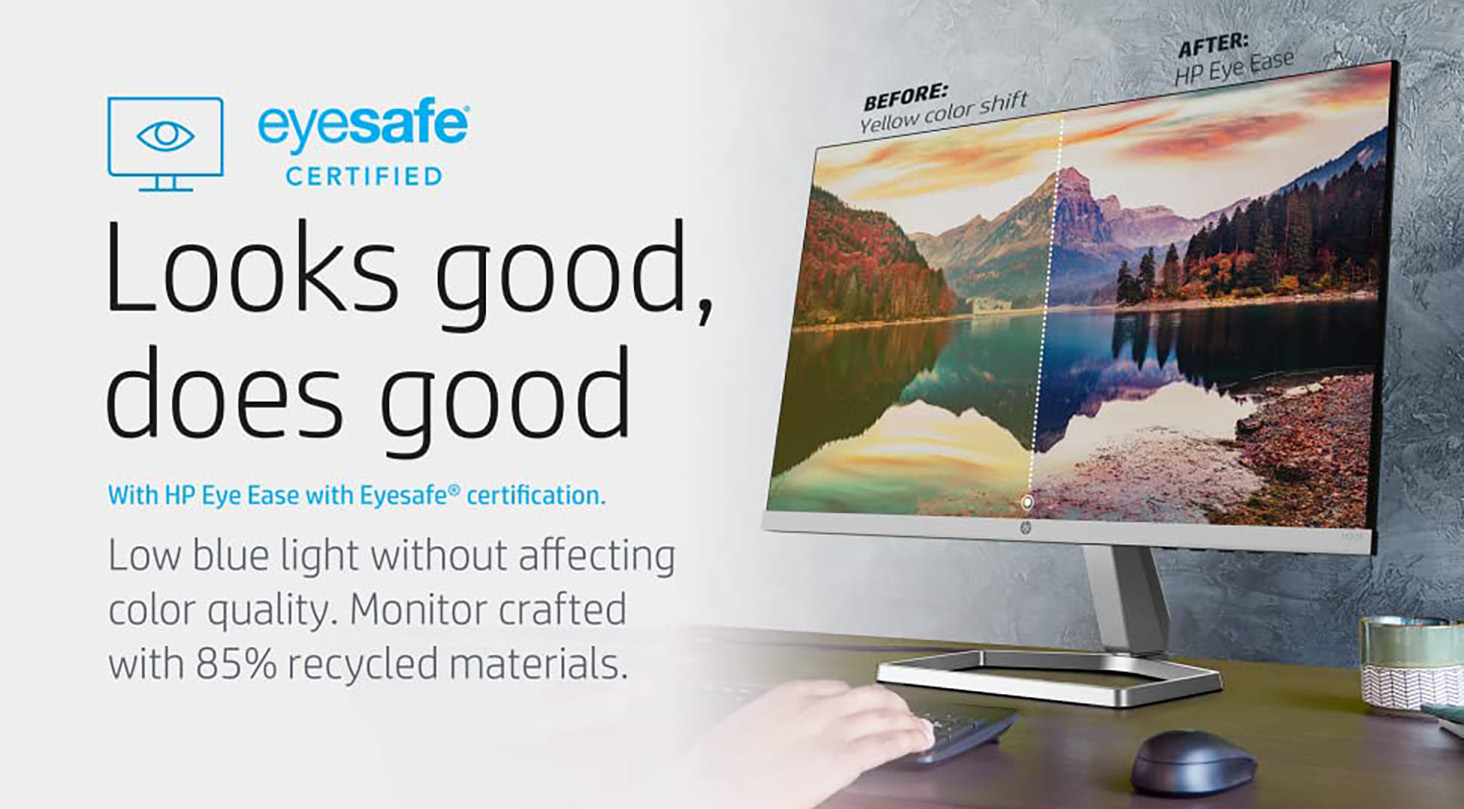 eyesafe®
CERTIFIED
Looks good,
does good
With HP Eye Ease with Eyesafe® certification.
Low blue light without affecting
color quality. Monitor crafted
with 85% recycled materials.
BEFORE:
Yellow color shift
AFTER:
HP Eye Ease
hp